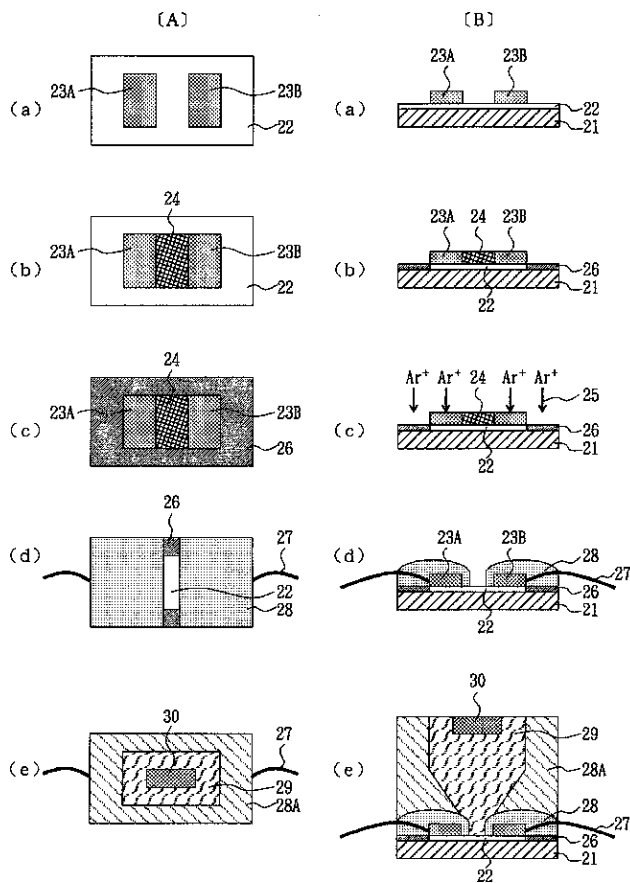 [A] [B]
(a) 23A 23B 22
(a) 23A 23B 22 21
(b) 24 23A 23B 22
(b) 23A 24 23B 26 22 21
(c) 24 23A 23B 26
(c) Ar+ Ar+ 24 Ar+ Ar+ 25 26 22 21
(d) 26 27 22 28
(d) 23A 23B 28 27 26 22 21
(e) 30 27 29 28A
(e) 30 29 28A 28 27 26 22 21